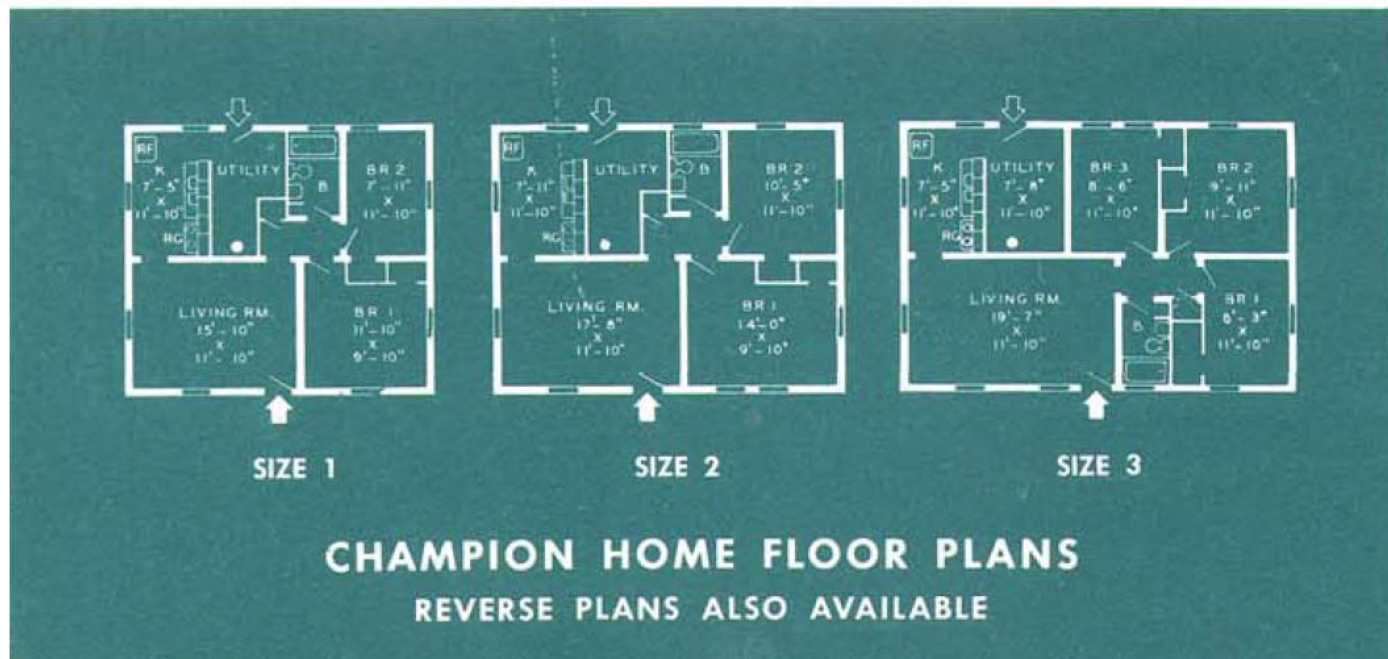 RF
K
7'-5"
X
11'-10"
RG
UTILITY
B
BR 2
7'-11"
X
11'-10"
LIVING RM.
15'-10"
X
11'-10"
BR 1
11'-10"
X
9'-10"
SIZE 1
RF
K
7'-11"
X
11'-10"
RG
UTILITY
B
BR 2
10'-5"
X
11'-10"
LIVING RM.
17'-8"
X
11'-10"
BR 1
14'-0"
X
9'-10"
SIZE 2
RF
K
7'-5"
X
11'-10"
RG
UTILITY
7'-8"
X
11'-10"
BR 3
8'-6"
X
11'-10"
BR 2
9'-11"
X
11'-10"
LIVING RM.
19'-7"
X
11'-10"
B
BR 1
8'-3"
X
11'-10"
SIZE 3
CHAMPION HOME FLOOR PLANS
REVERSE PLANS ALSO AVAILABLE